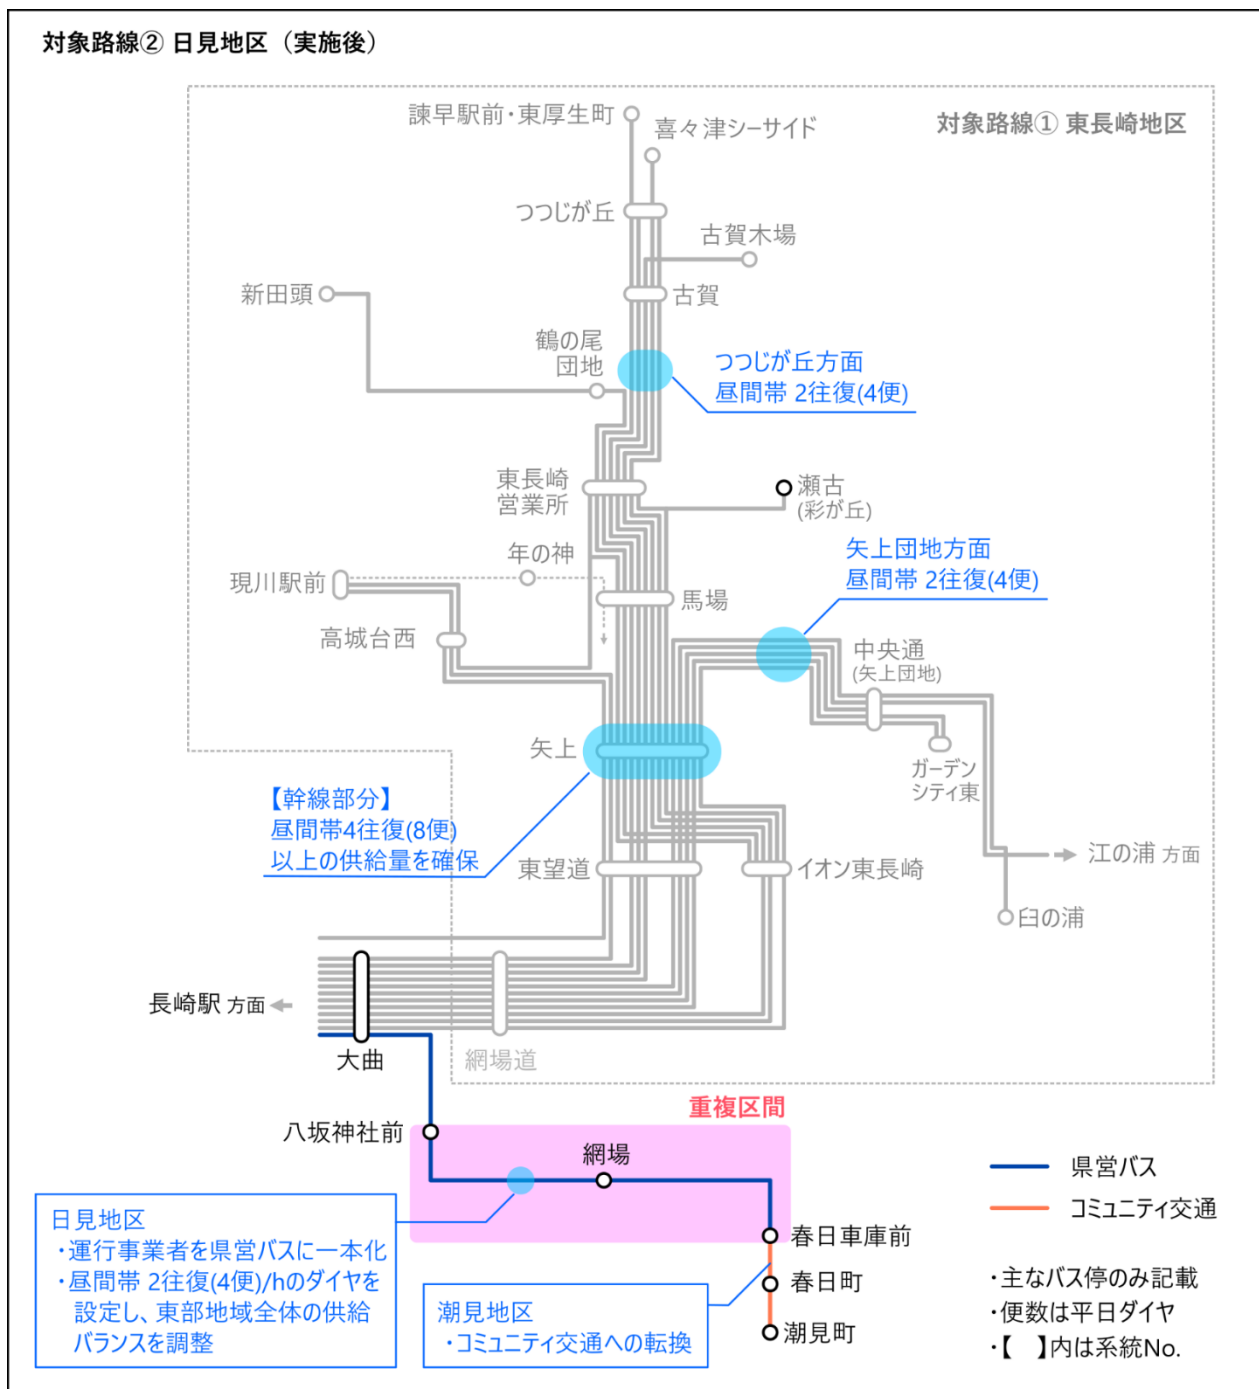 対象路線② 日見地区（実施後）
対象路線① 東長崎地区
諫早駅前・東厚生町
喜々津シーサイド
つつじが丘
古賀木場
新田頭
古賀
鶴の尾
団地
つつじが丘方面
昼間帯 2往復(4便)
東長崎
営業所
瀬古
(彩が丘)
年の神
矢上団地方面
昼間帯 2往復(4便)
現川駅前
馬場
高城台西
中央通
(矢上団地)
矢上
ガーデン
シティ東
【幹線部分】
昼間帯4往復(8便)
以上の供給量を確保
東望道
イオン東長崎
江の浦 方面
臼の浦
長崎駅 方面
大曲
網場道
重複区間
八坂神社前
網場
県営バス
コミュニティ交通
日見地区
・運行事業者を県営バスに一本化
・昼間帯 2往復(4便)/hのダイヤを
設定し、東部地域全体の供給
バランスを調整
春日車庫前
春日町
潮見町
潮見地区
・コミュニティ交通への転換
・主なバス停のみ記載
・便数は平日ダイヤ
・【　】内は系統No.